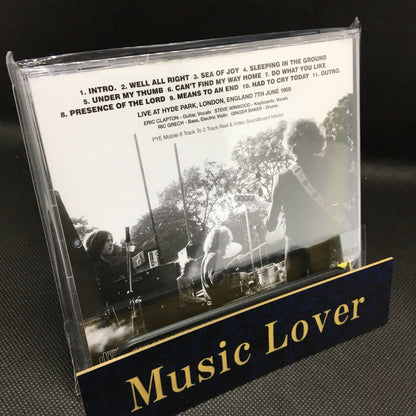 1. INTRO. 2. WELL ALL RIGHT 3. SEA OF JOY 4. SLEEPING IN THE GROUND
5. UNDER MY THUMB 6. CAN'T FIND MY WAY HOME 7. DO WHAT YOU LIKE
8. PRESENCE OF THE LORD 9. MEANS TO AN END 10. HAD TO CRY TODAY 11. OUTRO.
LIVE AT HYDE PARK, LONDON, ENGLAND 7TH JUNE 1969
ERIC CLAPTON - Guitar, Vocals STEVE WINWOOD - Keyboards, Vocals
RIC GRECH - Bass, Electric Violin GINGER BAKER - Drums
PYE Mobile 8 Track To 2 Track Reel & Video Soundboard Master
Music Lover